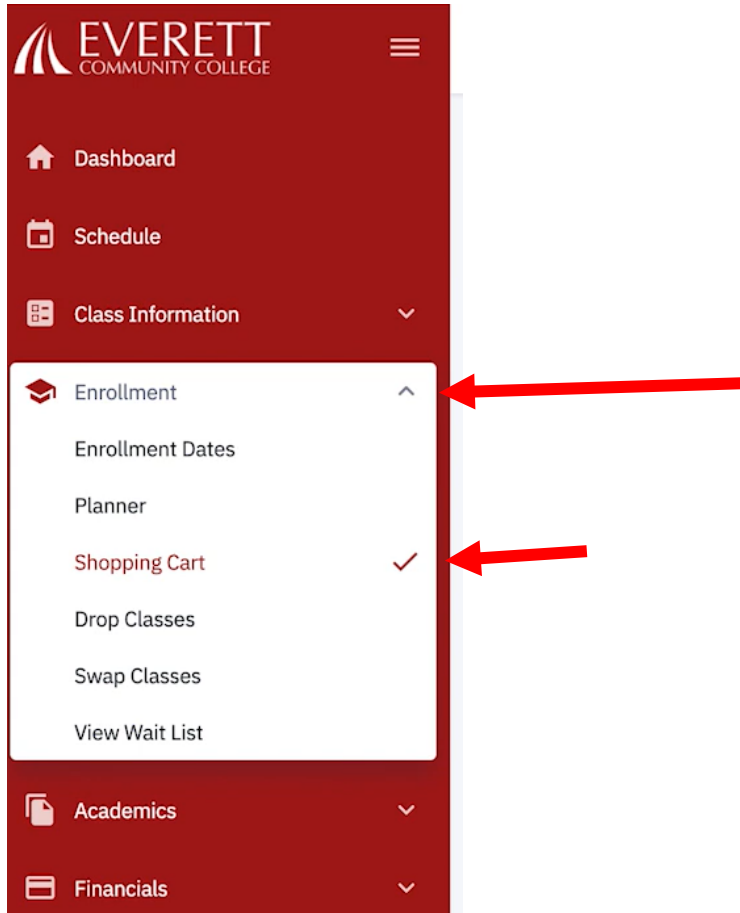 EVERETT
COMMUNITY COLLEGE
Dashboard
Schedule
Class Information
Enrollment
Enrollment Dates
Planner
Shopping Cart
Drop Classes
Swap Classes
View Wait List
Academics
Financials